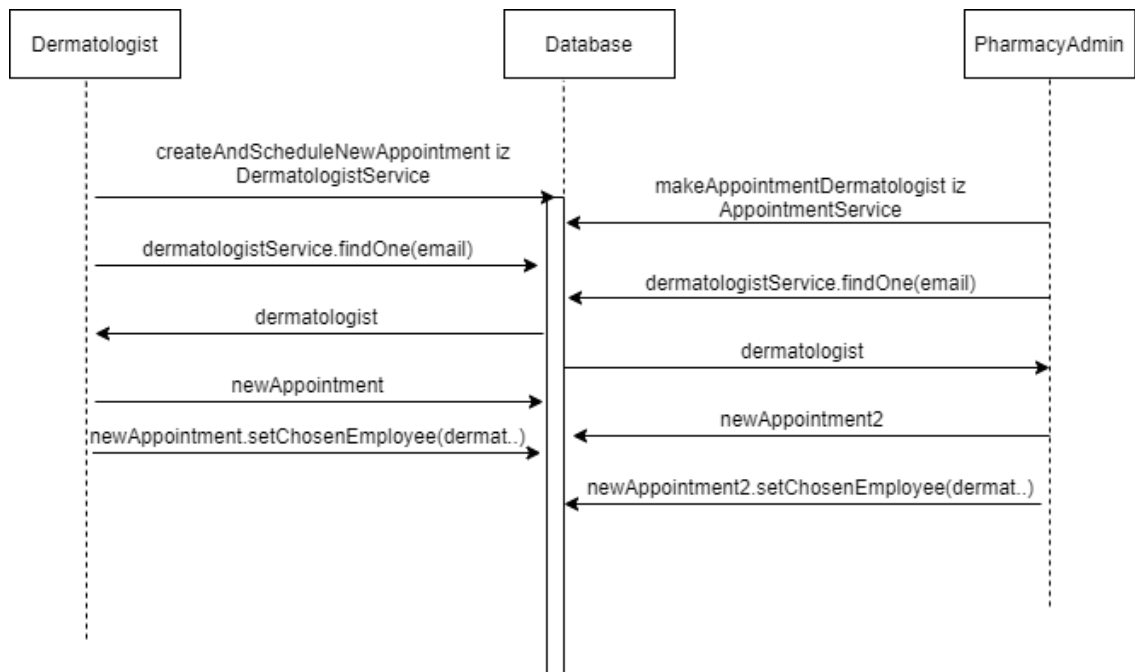 Dermatologist
Database
PharmacyAdmin
createAndScheduleNewAppointment iz
DermatologistService
makeAppointmentDermatologist iz
AppointmentService
dermatologistService.findOne(email)
dermatologistService.findOne(email)
dermatologist
dermatologist
newAppointment
newAppointment2
newAppointment.setChosenEmployee(dermat..)
newAppointment2.setChosenEmployee(dermat..)